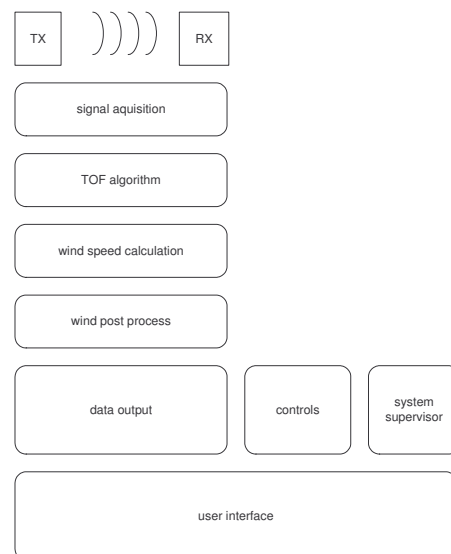 TX
RX
signal aquisition
TOF algorithm
wind speed calculation
wind post process
data output
controls
system
supervisor
user interface